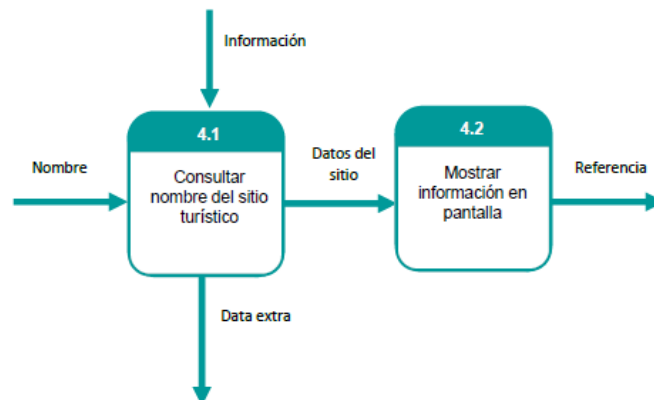 Información
4.1
4.2
Nombre
Consultar
nombre del sitio
turístico
Datos del
sitio
Mostrar
información en
pantalla
Referencia
Data extra